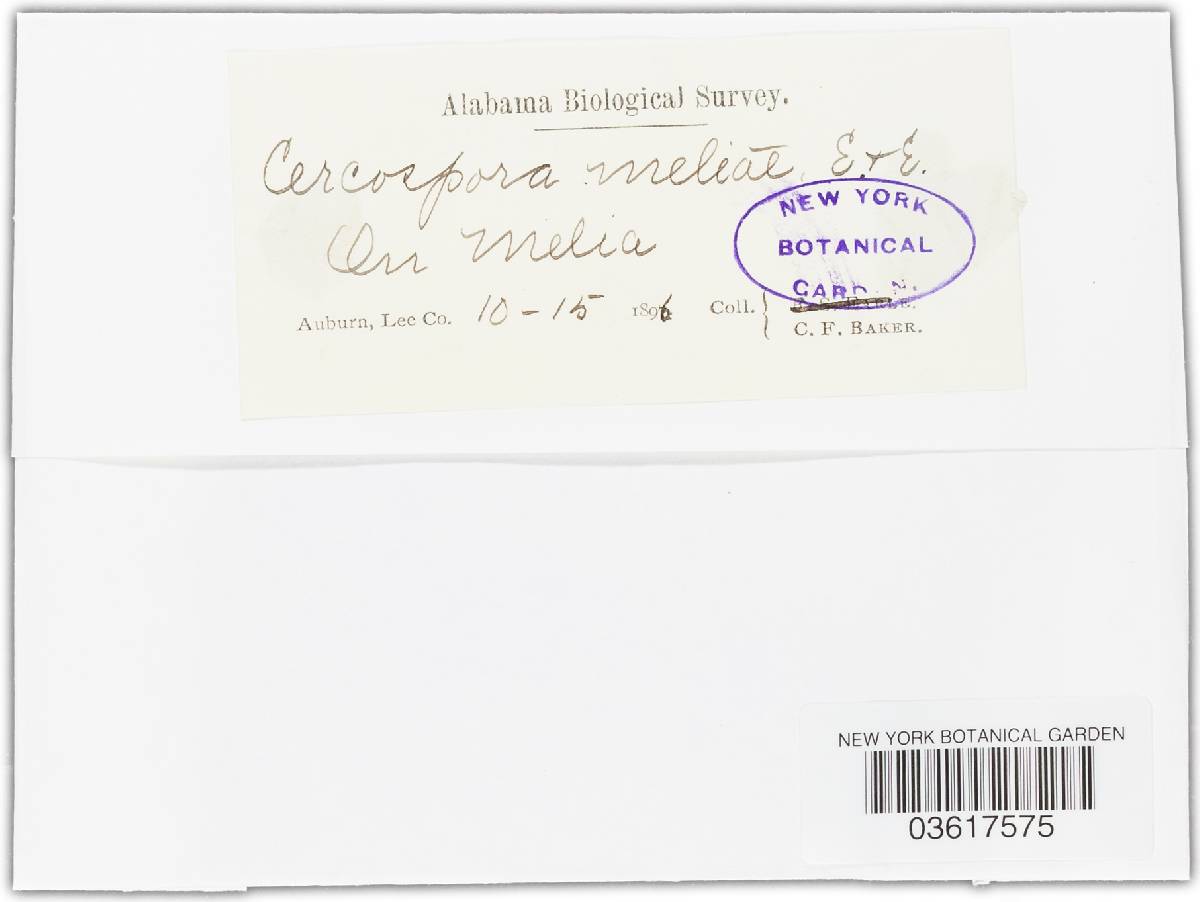 Alabama Biological Survey.
Cercospora meliae, E. & E.
On Melia
NEW YORK
BOTANICAL
GARDEN.
Auburn, Lee Co. 10-15 1896 Coll. { C. F. BAKER.
NEW YORK BOTANICAL GARDEN
03617575